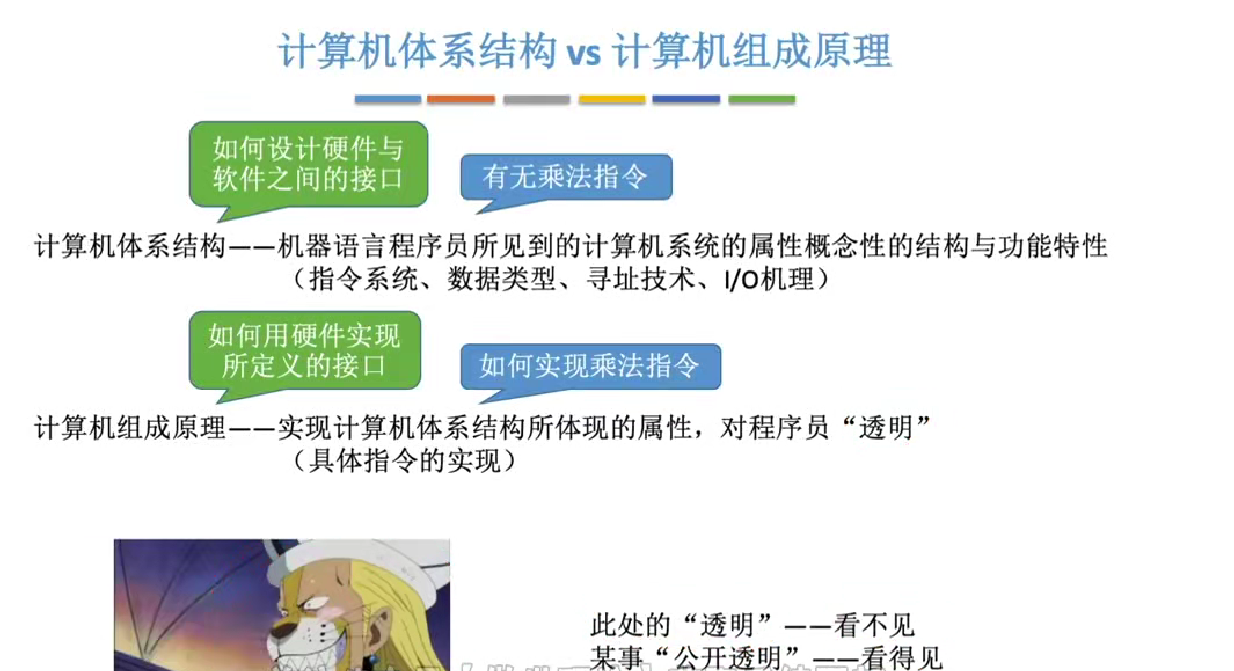 计算机体系结构 vs 计算机组成原理
如何设计硬件与
软件之间的接口
有无乘法指令
计算机体系结构——机器语言程序员所见到的计算机系统的属性概念性的结构与功能特性
（指令系统、数据类型、寻址技术、I/O机理）
如何用硬件实现
所定义的接口
如何实现乘法指令
计算机组成原理——实现计算机体系结构所体现的属性，对程序员“透明”
（具体指令的实现）
此处的“透明”——看不见
某事“公开透明”——看得见